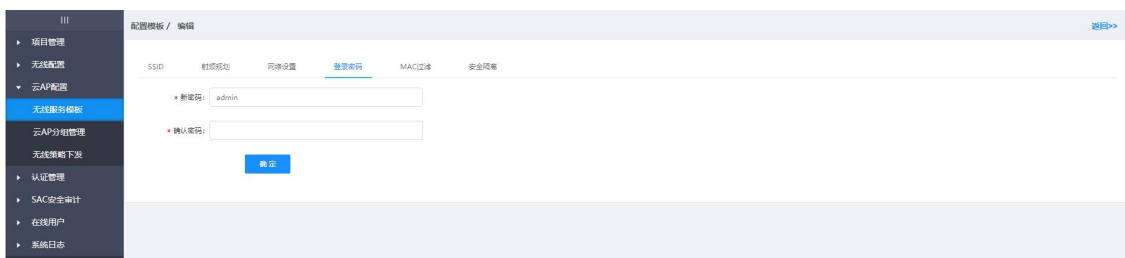 配置模板 / 编辑
返回>>
项目管理
无线配置
云AP配置
无线服务模板
云AP分组管理
无线策略下发
认证管理
SAC安全审计
在线用户
系统日志
SSID 射频规划 网络设置 登录密码 MAC过滤 安全隔离
* 新密码: admin
* 确认密码:
确 定